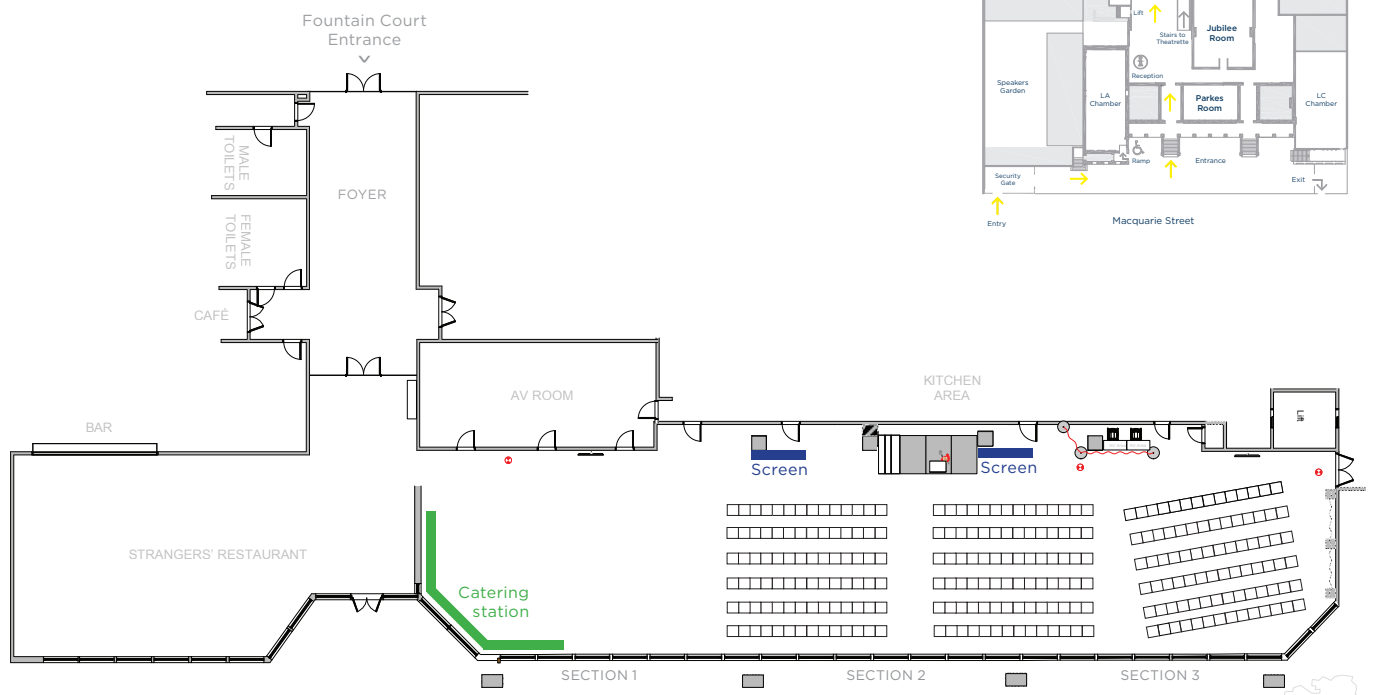 Fountain Court
Entrance
MALE
TOILETS
FEMALE
TOILETS
FOYER
CAFÉ
BAR
AV ROOM
KITCHEN
AREA
Lift
Screen
Screen
STRANGERS' RESTAURANT
Catering
station
SECTION 1
SECTION 2
SECTION 3
Lift
Stairs to
Theatrette
Jubilee
Room
Reception
Speakers
Garden
LA
Chamber
Parkes
Room
LC
Chamber
Ramp
Entrance
Security
Gate
Exit
Entry
Macquarie Street